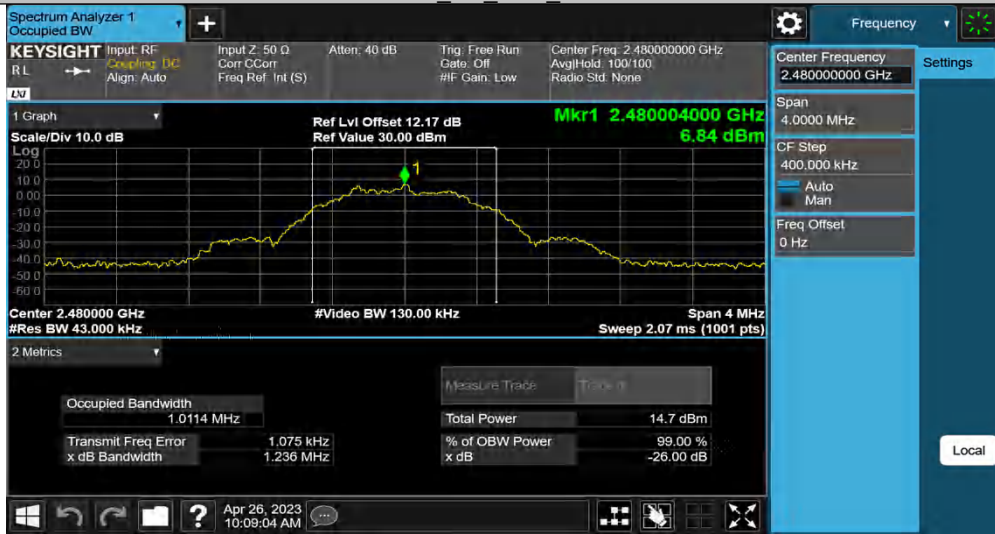 Spectrum Analyzer 1
Occupied BW
Frequency
KEYSIGHT
RL
LXI
Input: RF
Coupling: DC
Align: Auto
Input Z: 50 Ω
Corr CCorr
Freq Ref: Int (S)
Atten: 40 dB
Trig: Free Run
Gate: Off
#IF Gain: Low
Center Freq: 2.480000000 GHz
Avg|Hold: 100/100
Radio Std: None
1 Graph
Scale/Div 10.0 dB
Ref Lvl Offset 12.17 dB
Ref Value 30.00 dBm
Mkr1 2.480004000 GHz
6.84 dBm
Log
20.0
10.0
0.00
-10.0
-20.0
-30.0
-40.0
-50.0
-60.0
1
Center 2.480000 GHz
#Res BW 43.000 kHz
#Video BW 130.00 kHz
Span 4 MHz
Sweep 2.07 ms (1001 pts)
2 Metrics
Measure Trace
Occupied Bandwidth
1.0114 MHz
Transmit Freq Error 1.075 kHz
x dB Bandwidth 1.236 MHz
Total Power 14.7 dBm
% of OBW Power 99.00 %
x dB -26.00 dB
Center Frequency
2.480000000 GHz
Span
4.0000 MHz
CF Step
400.000 kHz
Auto
Man
Freq Offset
0 Hz
Settings
Local
?
Apr 26, 2023
10:09:04 AM